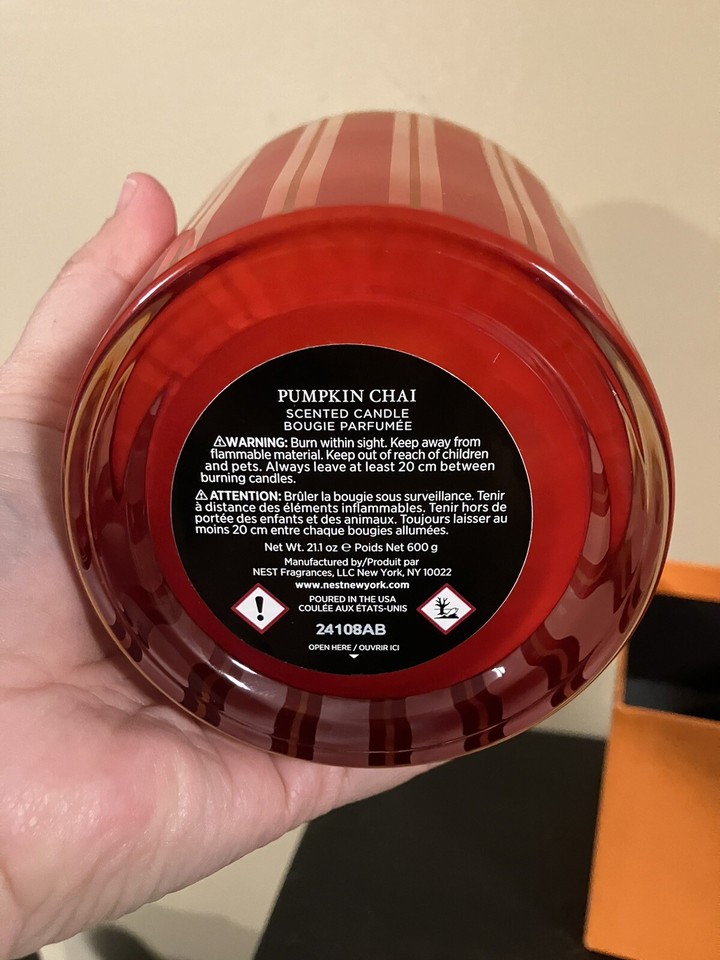 PUMPKIN CHAI
SCENTED CANDLE
BOUGIE PARFUMÉE
⚠WARNING: Burn within sight. Keep away from
flammable material. Keep out of reach of children
and pets. Always leave at least 20 cm between
burning candles.
⚠ATTENTION: Brûler la bougie sous surveillance. Tenir
à distance des éléments inflammables. Tenir hors de
portée des enfants et des animaux. Toujours laisser au
moins 20 cm entre chaque bougies allumées.
Net Wt. 21.1 oz ℮ Poids Net 600 g
Manufactured by/Produit par
NEST Fragrances, LLC New York, NY 10022
www.nestnewyork.com
POURED IN THE USA
COULÉE AUX ÉTATS-UNIS
24108AB
OPEN HERE / OUVRIR ICI